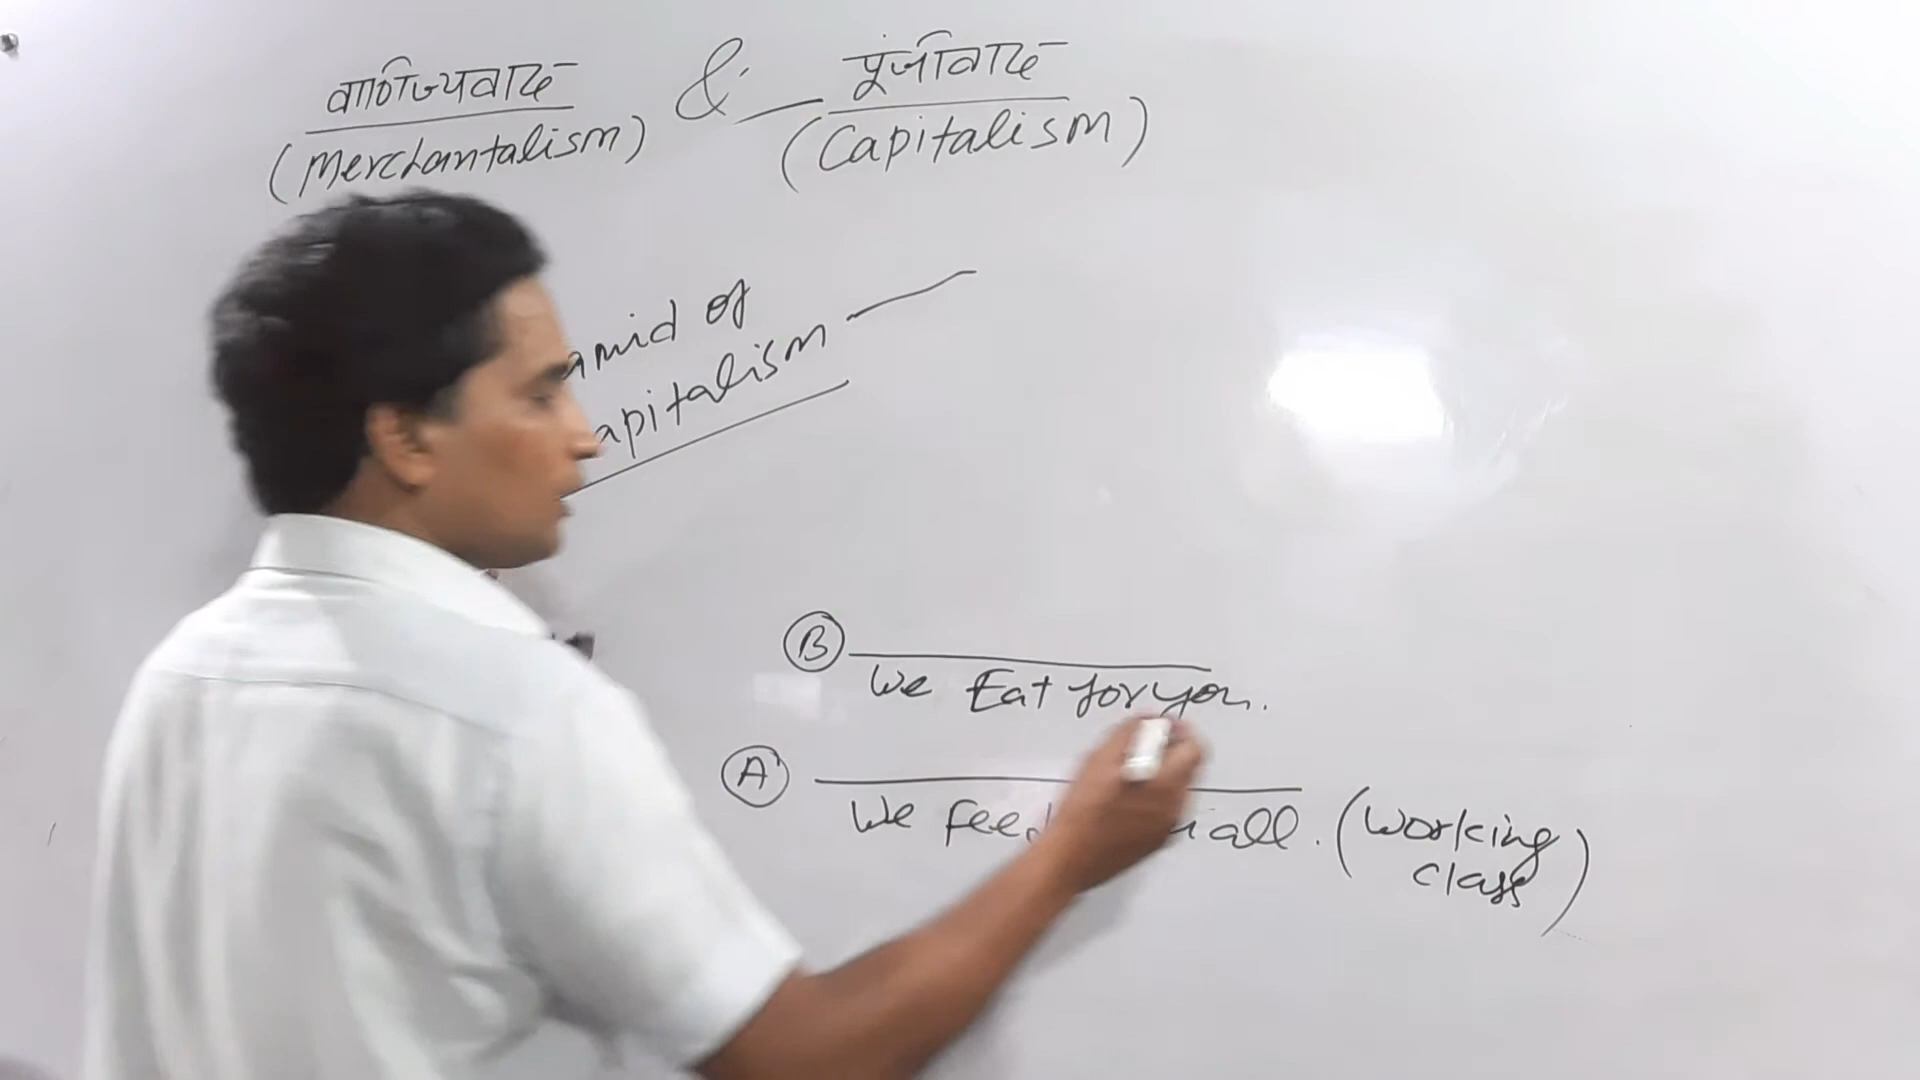 वाणिज्यवाद & पूंजीवाद
(Merchantalism) (Capitalism)
amid of
apitalism
B
We Eat for you.
A
We feed all. (working
class)